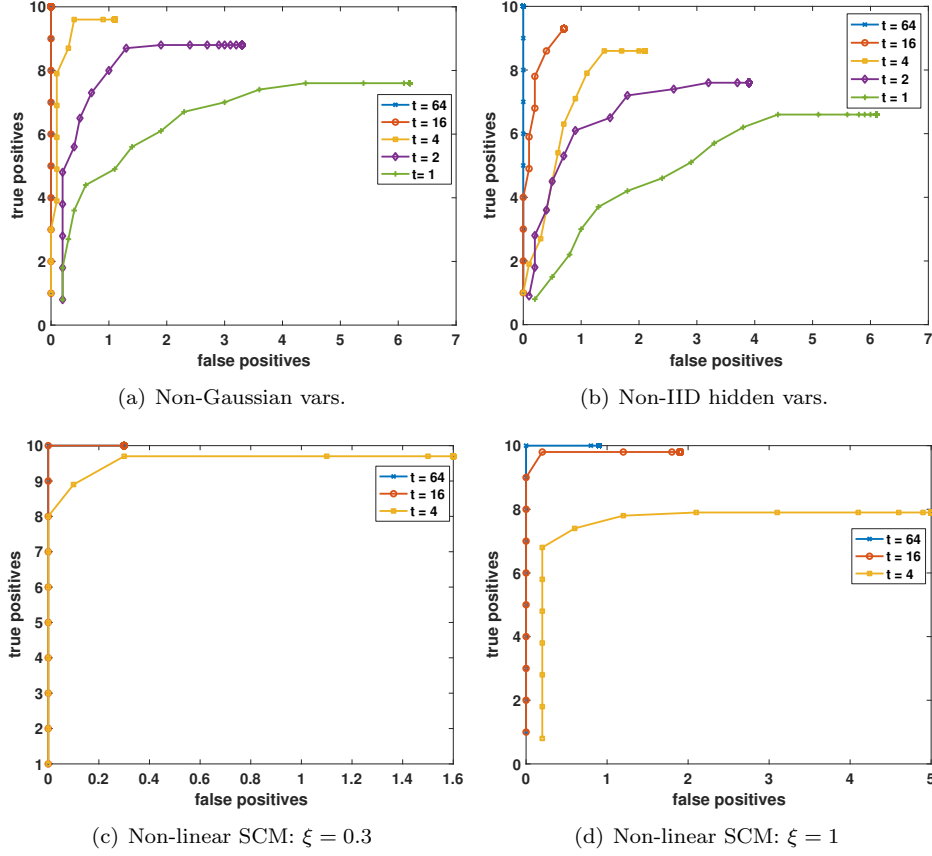 10
8
6
4
2
0
true positives
0 1 2 3 4 5 6 7
false positives
t = 64
t = 16
t = 4
t = 2
t= 1
(a) Non-Gaussian vars.
10
8
6
4
2
0
true positives
0 1 2 3 4 5 6 7
false positives
t = 64
t = 16
t = 4
t = 2
t = 1
(b) Non-IID hidden vars.
10
9
8
7
6
5
4
3
2
1
true positives
0 0.2 0.4 0.6 0.8 1 1.2 1.4 1.6
false positives
t = 64
t = 16
t = 4
(c) Non-linear SCM: ξ = 0.3
10
8
6
4
2
0
true positives
0 1 2 3 4 5
false positives
t = 64
t = 16
t = 4
(d) Non-linear SCM: ξ = 1